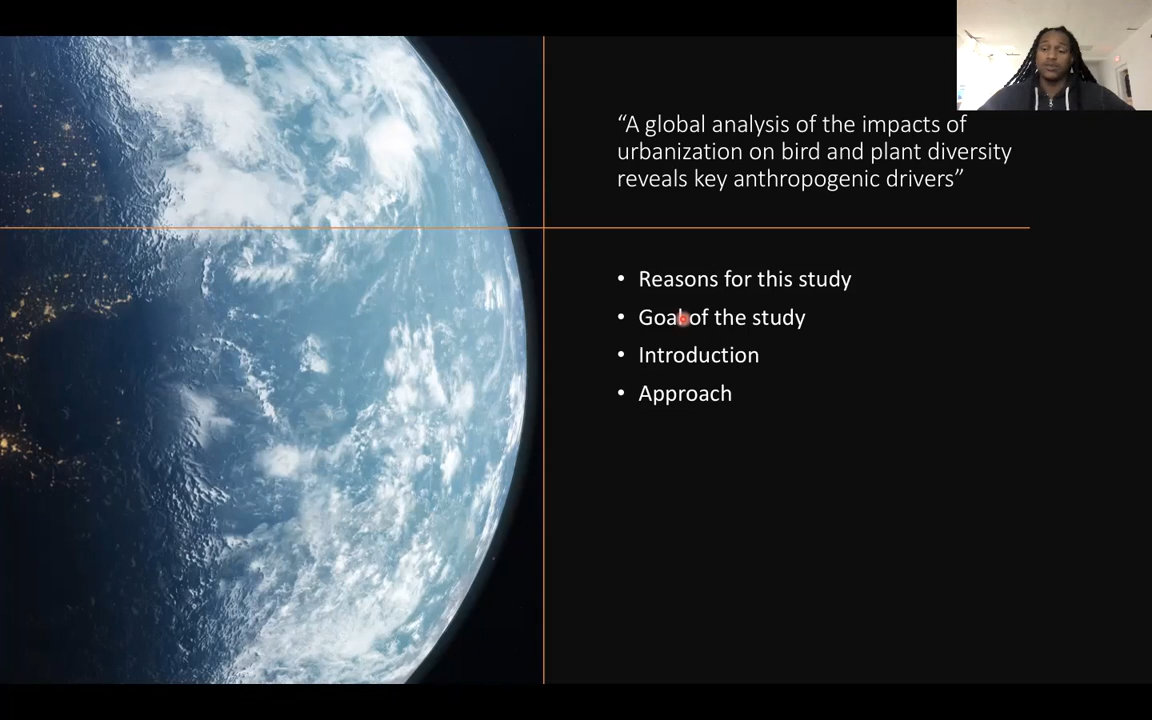 “A global analysis of the impacts of
urbanization on bird and plant diversity
reveals key anthropogenic drivers”
• Reasons for this study
• Goal of the study
• Introduction
• Approach